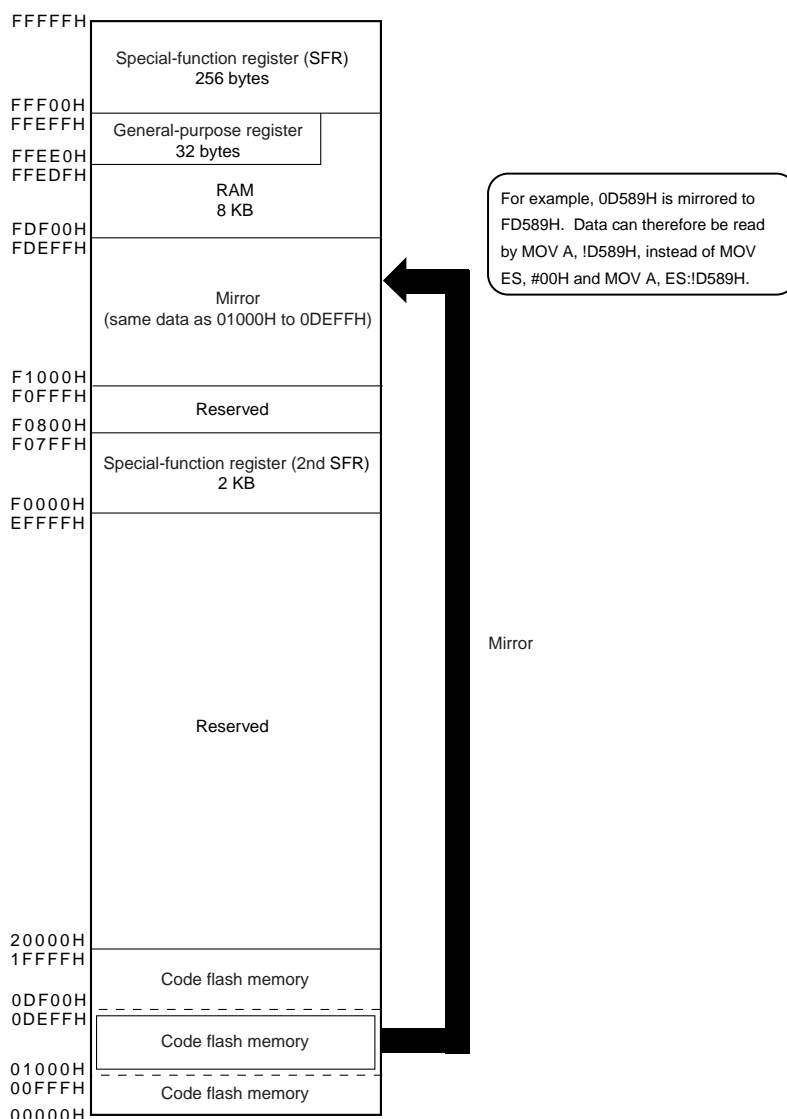 FFFFFH
Special-function register (SFR)
256 bytes
FFF00H
FFEFFH
General-purpose register
32 bytes
FFEE0H
FFEDFH
RAM
8 KB
FDF00H
FDEFFH
For example, 0D589H is mirrored to
FD589H. Data can therefore be read
by MOV A, !D589H, instead of MOV
ES, #00H and MOV A, ES:!D589H.
Mirror
(same data as 01000H to 0DEFFH)
F1000H
F0FFFH
Reserved
F0800H
F07FFH
Special-function register (2nd SFR)
2 KB
F0000H
EFFFFH
Mirror
Reserved
20000H
1FFFFH
Code flash memory
0DF00H
0DEFFH
Code flash memory
01000H
00FFFH
Code flash memory
00000H